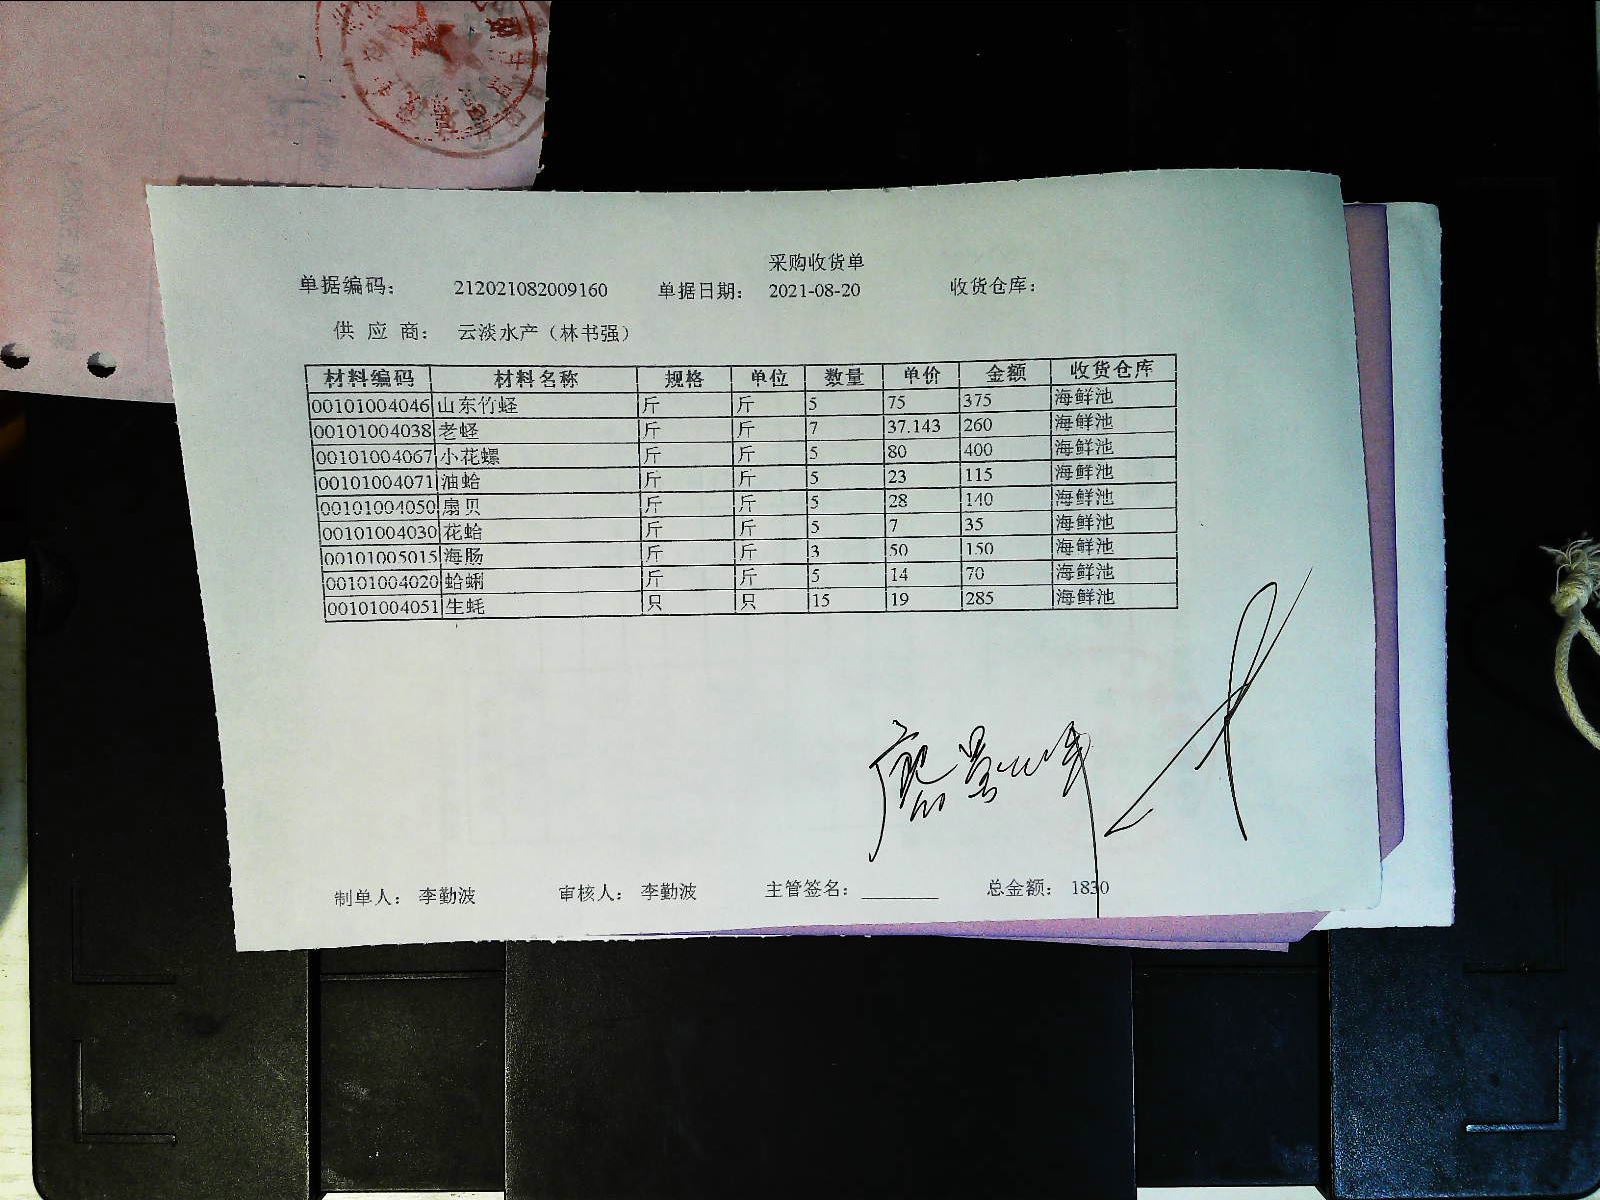 采购收货单
单据编码: 212021082009160 单据日期: 2021-08-20 收货仓库:
供应商: 云淡水产（林书强）
材料编码 材料名称 规格 单位 数量 单价 金额 收货仓库
00101004046 山东竹蛏 斤 斤 5 75 375 海鲜池
00101004038 老蛏 斤 斤 7 37.143 260 海鲜池
00101004067 小花螺 斤 斤 5 80 400 海鲜池
00101004071 油蛤 斤 斤 5 23 115 海鲜池
00101004050 扇贝 斤 斤 5 28 140 海鲜池
00101004030 花蛤 斤 斤 5 7 35 海鲜池
00101005015 海肠 斤 斤 3 50 150 海鲜池
00101004020 蛤蜊 斤 斤 5 14 70 海鲜池
00101004051 生蚝 只 只 15 19 285 海鲜池
制单人: 李勤波 审核人: 李勤波 主管签名: 总金额: 1830